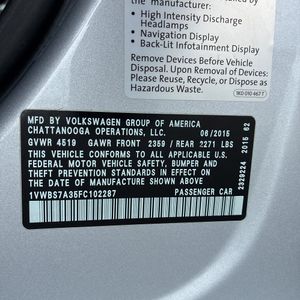 the manufacturer:
• High Intensity Discharge
Headlamps
• Navigation Display
• Back-Lit Infotainment Display
Remove Devices Before Vehicle
Disposal. Upon Removal of Devices
Please Reuse, Recycle or Dispose as
Hazardous Waste.
MFD BY VOLKSWAGEN GROUP OF AMERICA
CHATTANOOGA OPERATIONS, LLC. 06/2015
GVWR 4519 GAWR FRONT 2359 / REAR 2271 LBS
THIS VEHICLE CONFORMS TO ALL APPLICABLE U.S.
FEDERAL MOTOR VEHICLE SAFETY, BUMPER AND
THEFT PREVENTION STANDARDS IN EFFECT ON THE
DATE OF MANUFACTURE SHOWN ABOVE.
1VWBS7A35FC102287 PASSENGER CAR
2329224 2015 62